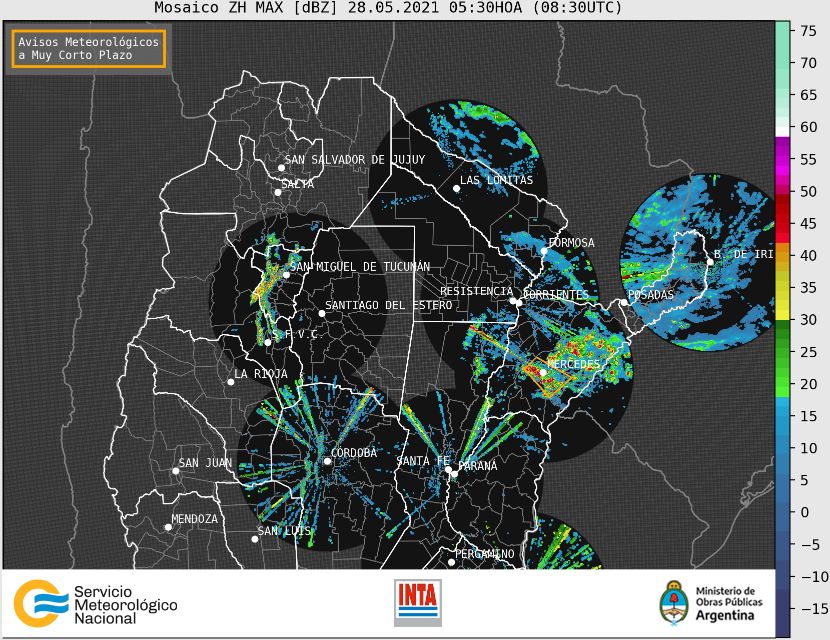 Mosaico ZH MAX [dBZ] 28.05.2021 05:30HOA (08:30UTC)
Avisos Meteorológicos
a Muy Corto Plazo
75
70
65
60
55
50
45
40
35
30
25
20
15
10
5
0
−5
−10
−15
SAN SALVADOR DE JUJUY
SALTA
LAS LOMITAS
FORMOSA
B. DE IRI
SAN MIGUEL DE TUCUMÁN
RESISTENCIA
CORRIENTES
POSADAS
SANTIAGO DEL ESTERO
S.F.V.C
MERCEDES
LA RIOJA
CÓRDOBA
SANTA FE
PARANÁ
SAN JUAN
MENDOZA
SAN LUIS
PERGAMINO
Servicio
Meteorológico
Nacional
INTA
Ministerio de
Obras Públicas
Argentina